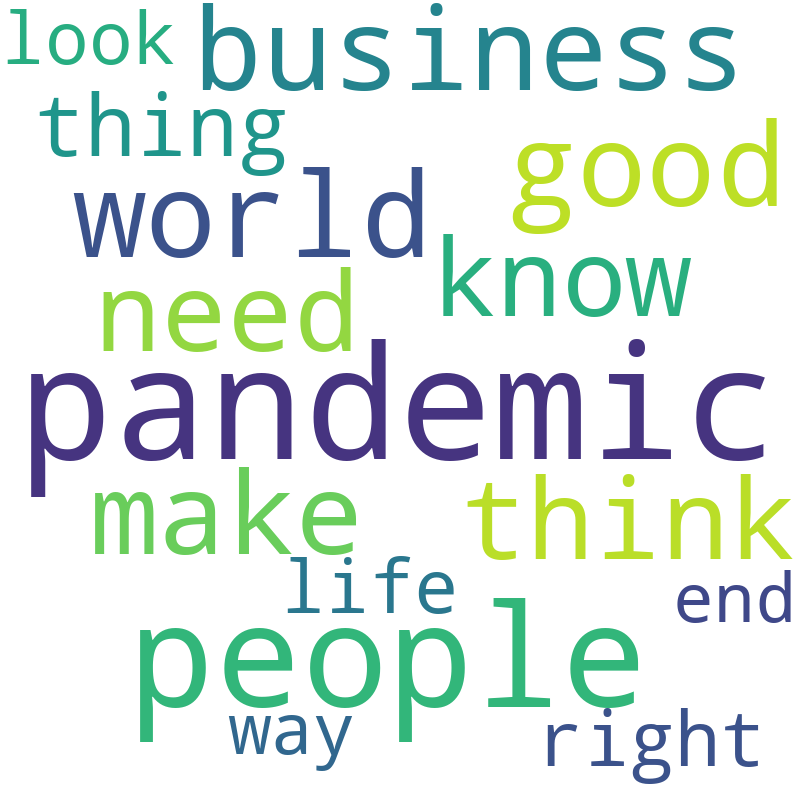 look business
thing good
world
know
need
pandemic
make think
life end
people
way right